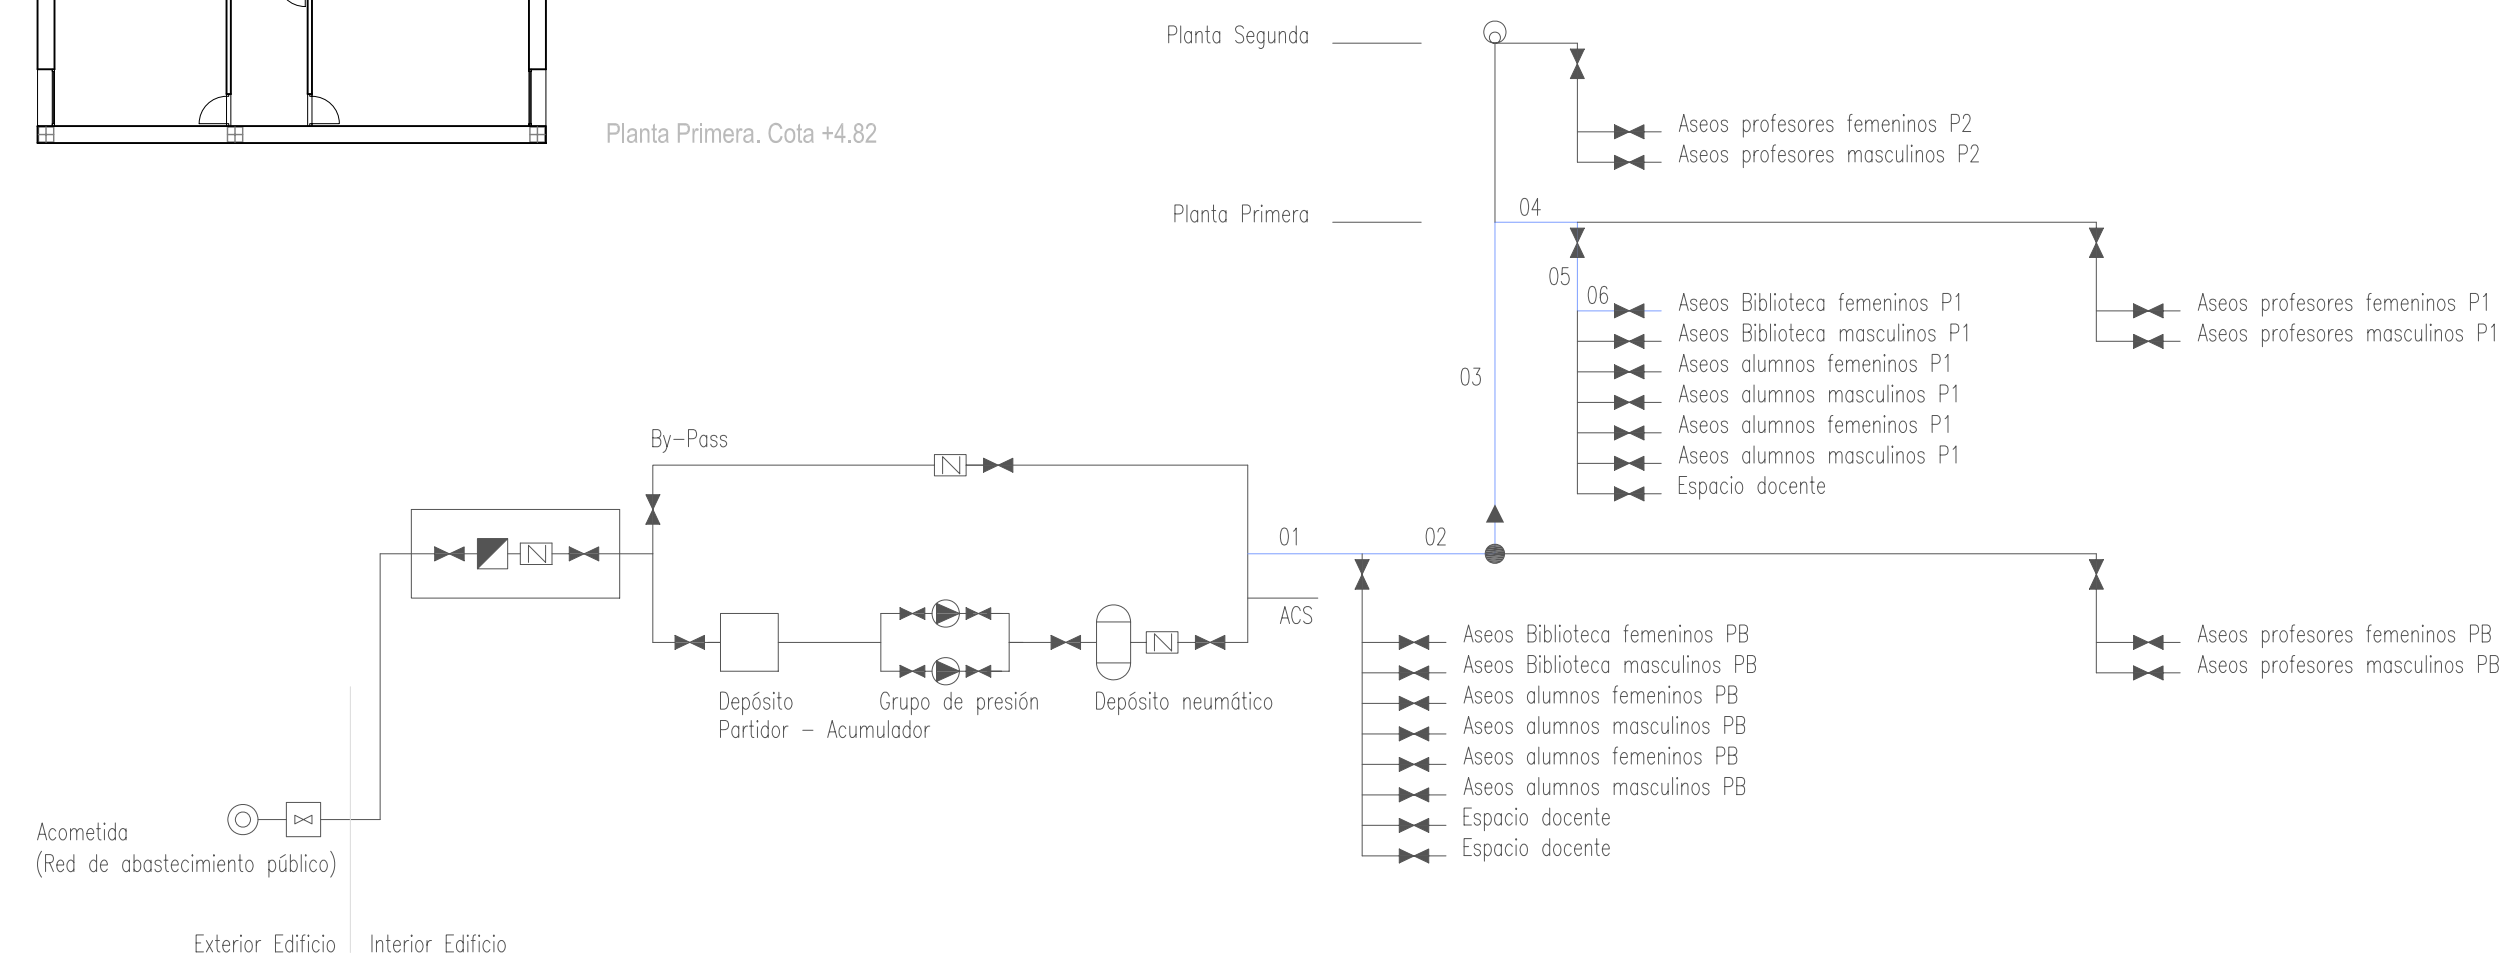 Planta Segunda
Aseos profesores femeninos P2
Aseos profesores masculinos P2
Planta Primera. Cota +4.82
Planta Primera
04
05
06
Aseos Biblioteca femeninos P1
Aseos Biblioteca masculinos P1
Aseos alumnos femeninos P1
Aseos alumnos masculinos P1
Aseos alumnos femeninos P1
Aseos alumnos masculinos P1
Espacio docente
Aseos profesores femeninos P1
Aseos profesores masculinos P1
03
By-Pass
01
02
ACS
Aseos Biblioteca femeninos PB
Aseos Biblioteca masculinos PB
Aseos alumnos femeninos PB
Aseos alumnos masculinos PB
Aseos alumnos femeninos PB
Aseos alumnos masculinos PB
Espacio docente
Espacio docente
Aseos profesores femeninos PB
Aseos profesores masculinos PB
Depósito
Partidor - Acumulador
Grupo de presión
Depósito neumático
Acometida
(Red de abastecimiento público)
Exterior Edificio
Interior Edificio